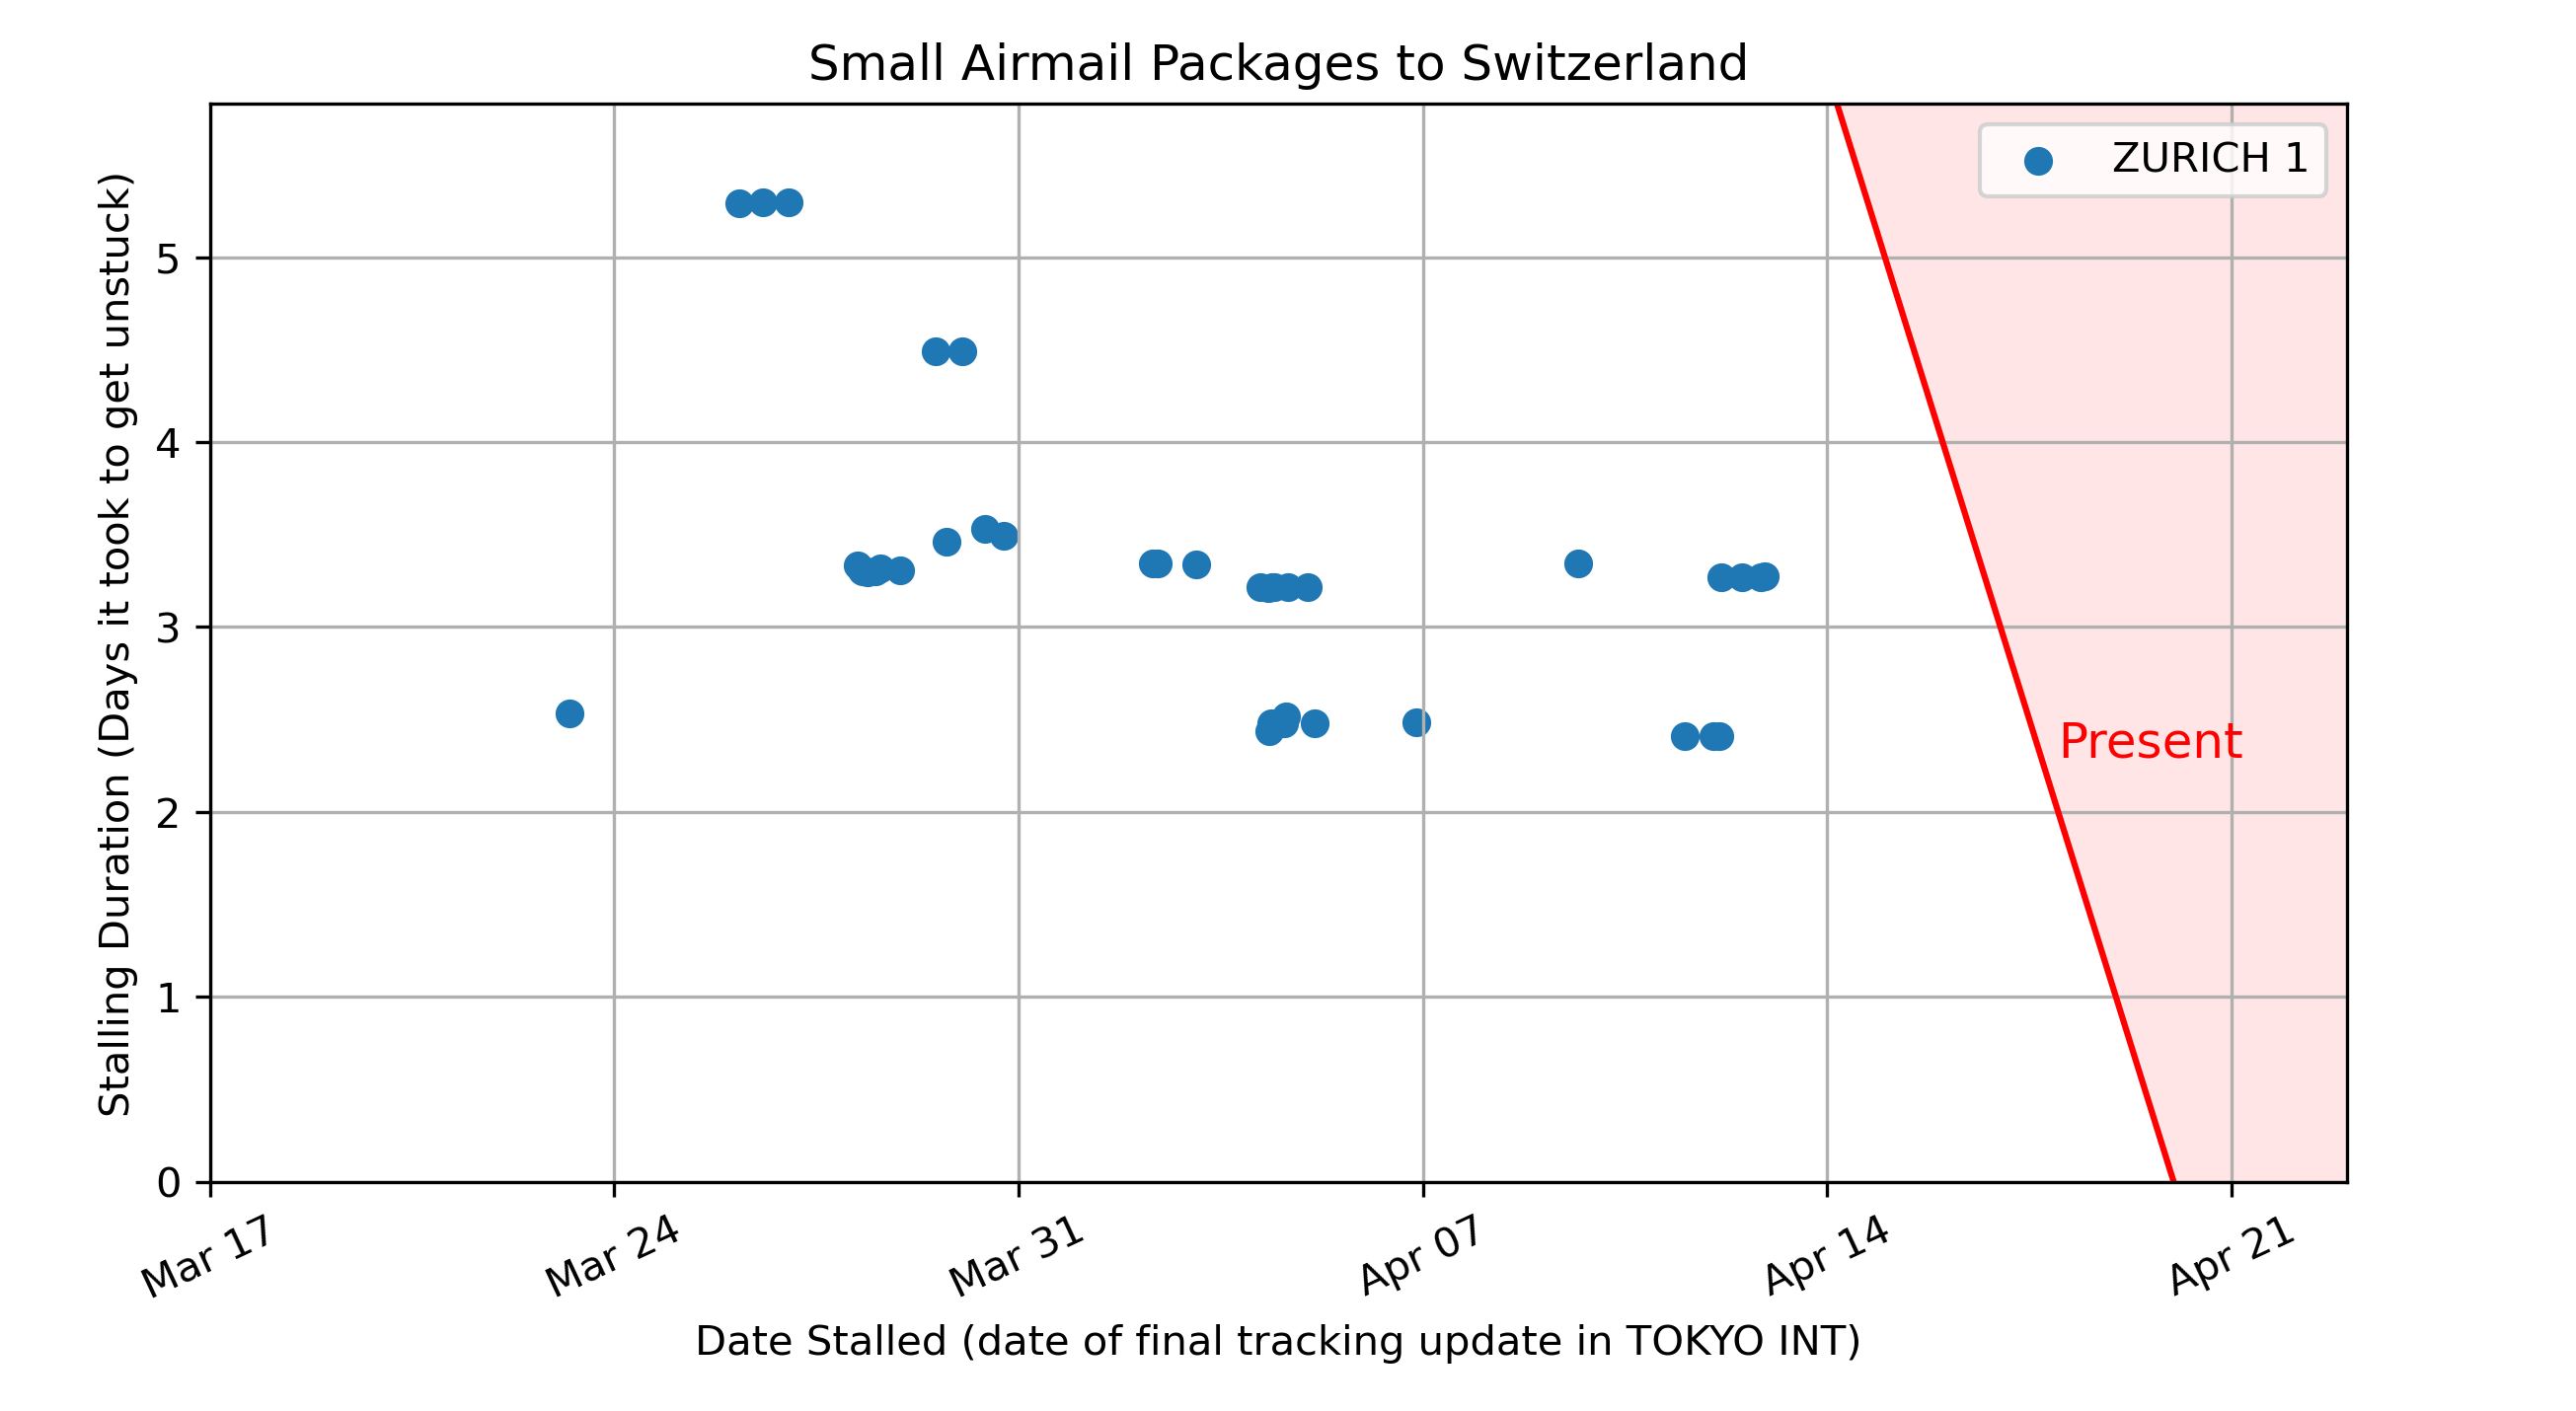 Small Airmail Packages to Switzerland
ZURICH 1
Stalling Duration (Days it took to get unstuck)
5
4
3
2
1
0
Present
Mar 17
Mar 24
Mar 31
Apr 07
Apr 14
Apr 21
Date Stalled (date of final tracking update in TOKYO INT)